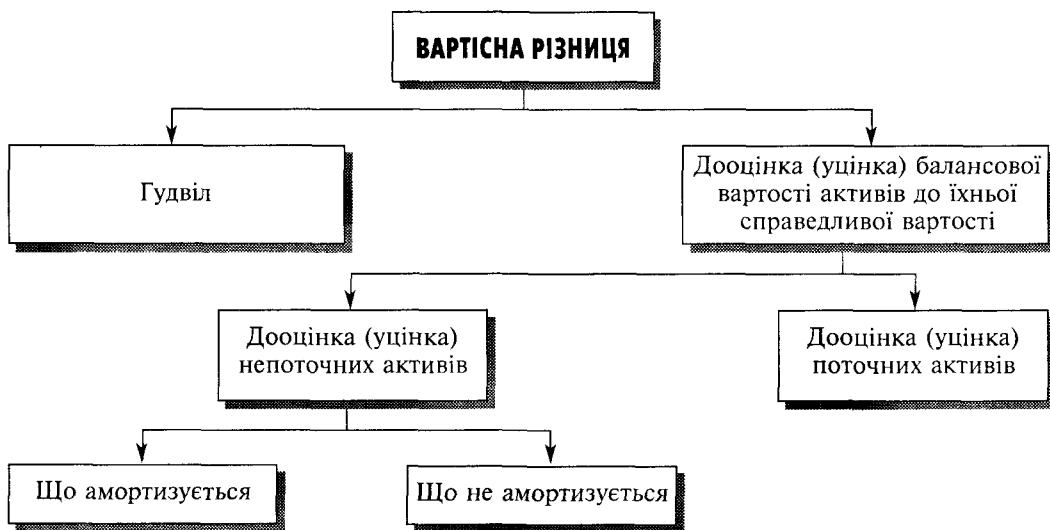 ВАРТІСНА РІЗНИЦЯ
Гудвіл
Дооцінка (уцінка) балансової
вартості активів до їхньої
справедливої вартості
Дооцінка (уцінка)
непоточних активів
Дооцінка (уцінка)
поточних активів
Що амортизується
Що не амортизується